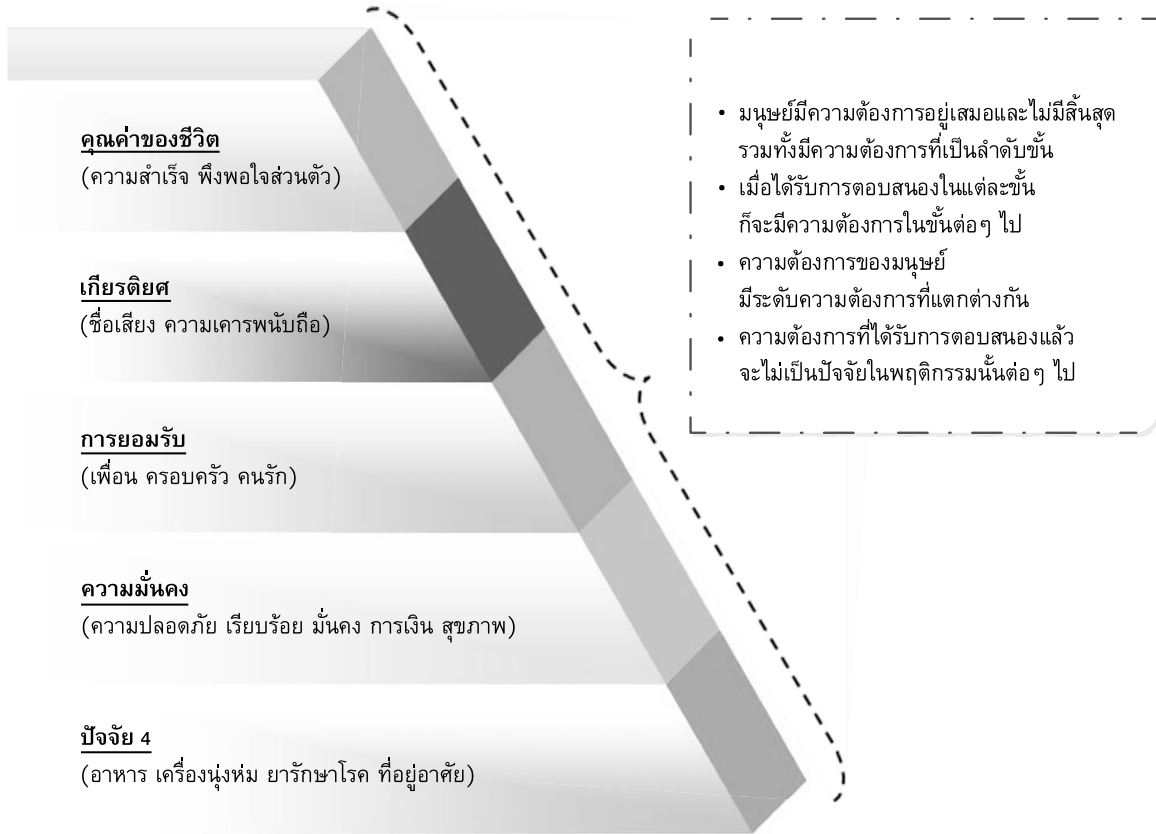 คุณค่าของชีวิต
(ความสำเร็จ พึงพอใจส่วนตัว)
เกียรติยศ
(ชื่อเสียง ความเคารพนับถือ)
การยอมรับ
(เพื่อน ครอบครัว คนรัก)
ความมั่นคง
(ความปลอดภัย เรียบร้อย มั่นคง การเงิน สุขภาพ)
ปัจจัย 4
(อาหาร เครื่องนุ่งห่ม ยารักษาโรค ที่อยู่อาศัย)
• มนุษย์มีความต้องการอยู่เสมอและไม่มีสิ้นสุด
รวมทั้งมีความต้องการที่เป็นลำดับขั้น
• เมื่อได้รับการตอบสนองในแต่ละขั้น
ก็จะมีความต้องการในขั้นต่อๆ ไป
• ความต้องการของมนุษย์
มีระดับความต้องการที่แตกต่างกัน
• ความต้องการที่ได้รับการตอบสนองแล้ว
จะไม่เป็นปัจจัยในพฤติกรรมนั้นต่อๆ ไป